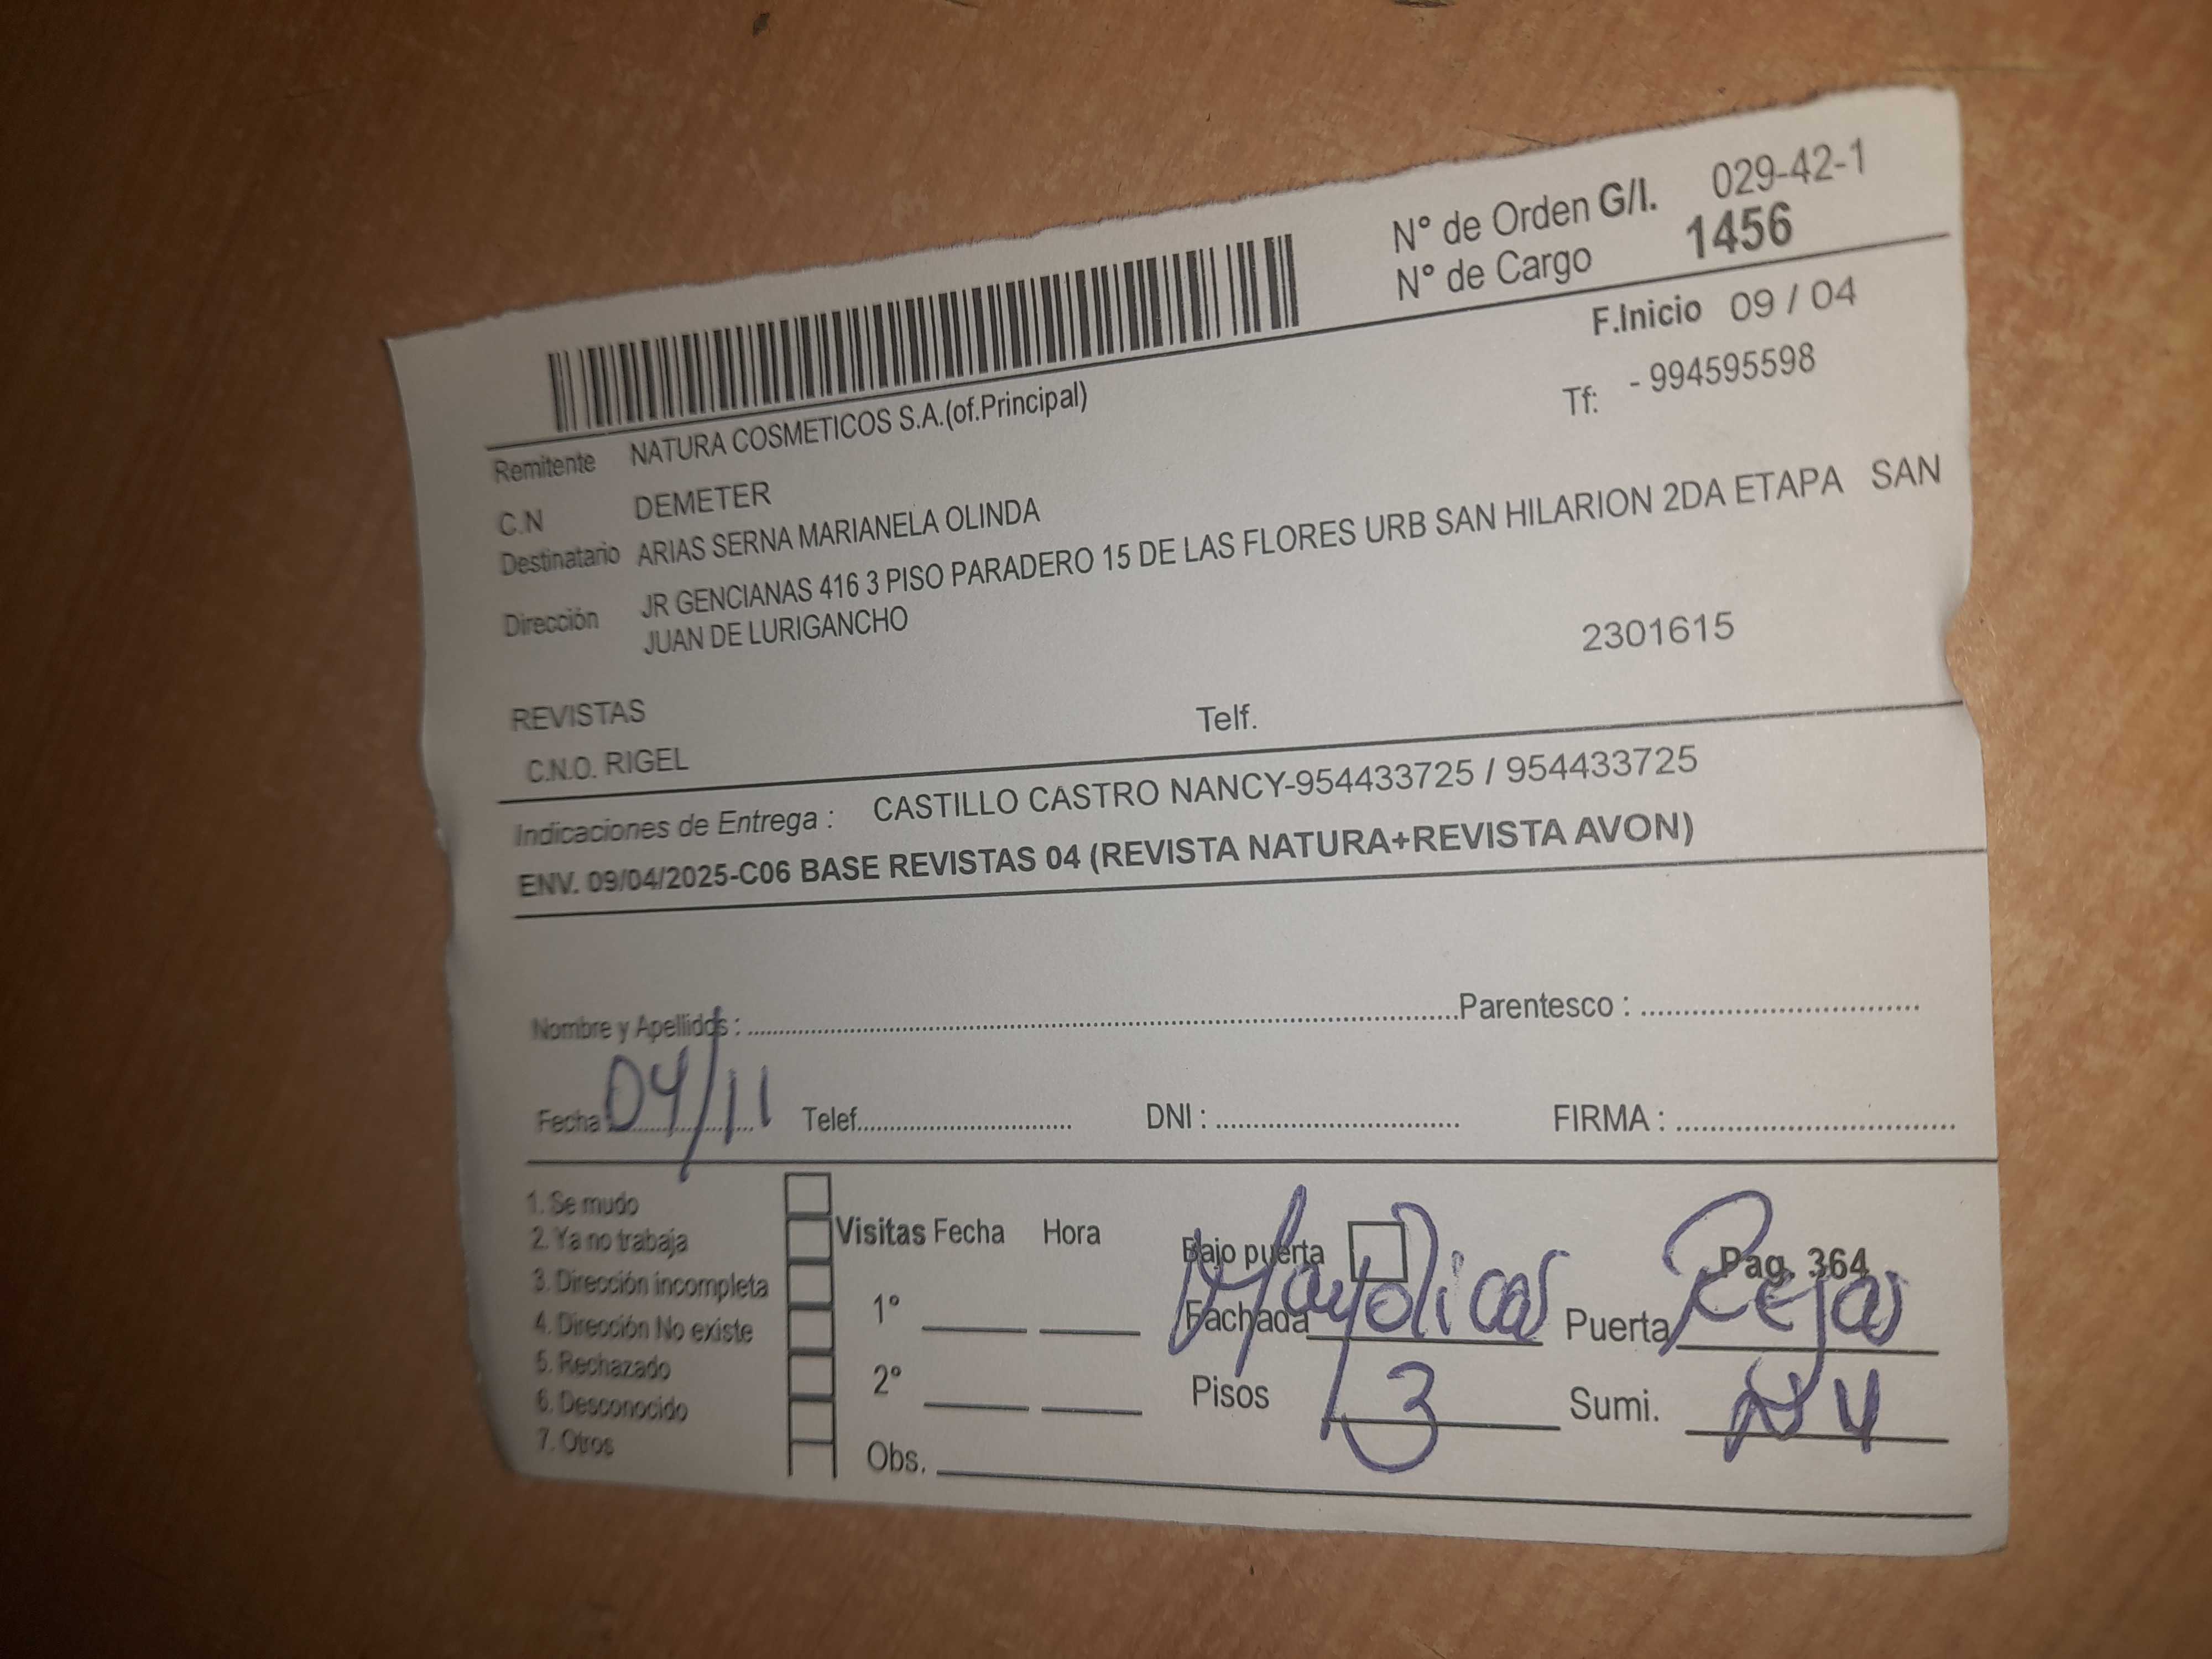 N° de Orden G/I. 029-42-1
N° de Cargo 1456
F.Inicio 09 / 04
Remitente NATURA COSMETICOS S.A.(of.Principal)
Tf: - 994595598
C.N DEMETER
Destinatario ARIAS SERNA MARIANELA OLINDA
Dirección JR GENCIANAS 416 3 PISO PARADERO 15 DE LAS FLORES URB SAN HILARION 2DA ETAPA SAN
JUAN DE LURIGANCHO
2301615
REVISTAS
Telf.
C.N.O. RIGEL
Indicaciones de Entrega : CASTILLO CASTRO NANCY-954433725 / 954433725
ENV. 09/04/2025-C06 BASE REVISTAS 04 (REVISTA NATURA+REVISTA AVON)
Nombre y Apellidos : Parentesco :
Fecha 04/11 Telef. DNI : FIRMA :
1. Se mudo
2. Ya no trabaja
3. Dirección incompleta
4. Dirección No existe
5. Rechazado
6. Desconocido
7. Otros
Visitas Fecha Hora
1°
2°
Obs.
Bajo puerta
Pag. 364
Fachada Mayolicas Puerta Rejas
Pisos 3 Sumi.